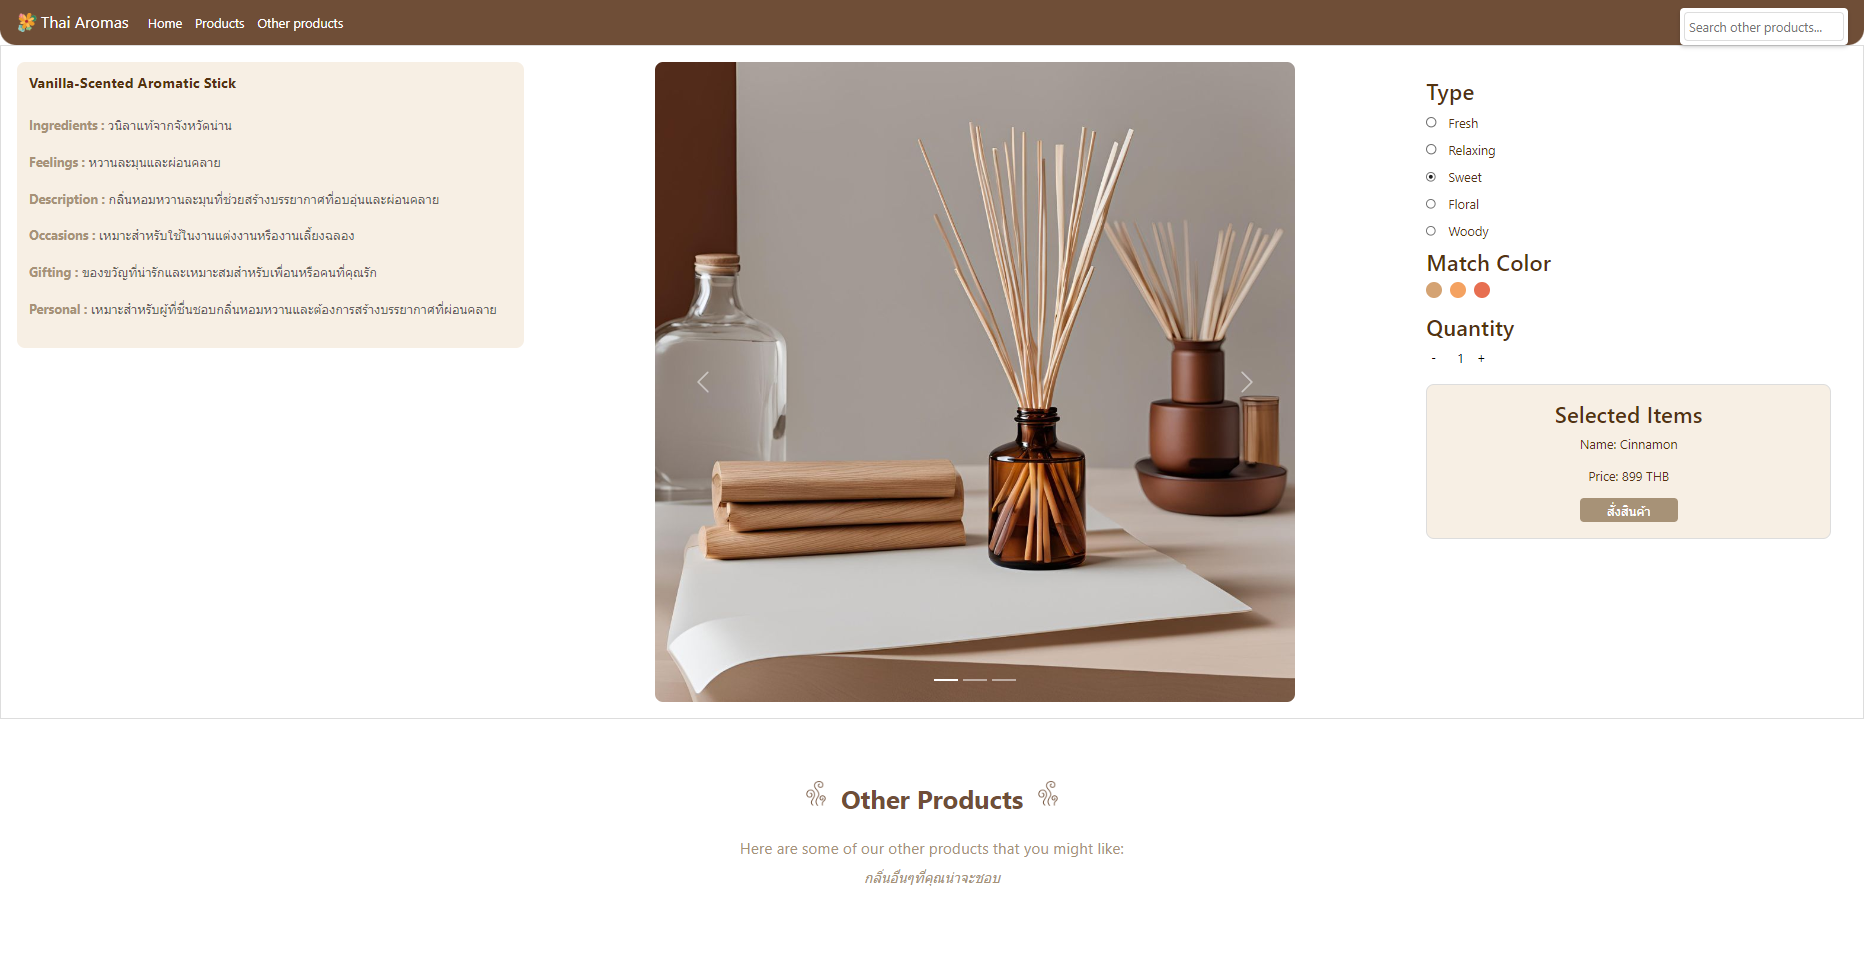 Thai Aromas Home Products Other products Search other products...
Vanilla-Scented Aromatic Stick
Ingredients : วนิลาแท้จากจังหวัดน่าน
Feelings : หวานละมุนและผ่อนคลาย
Description : กลิ่นหอมหวานละมุนที่ช่วยสร้างบรรยากาศที่อบอุ่นและผ่อนคลาย
Occasions : เหมาะสำหรับใช้ในงานแต่งงานหรืองานเลี้ยงฉลอง
Gifting : ของขวัญที่น่ารักและเหมาะสมสำหรับเพื่อนหรือคนที่คุณรัก
Personal : เหมาะสำหรับผู้ที่ชื่นชอบกลิ่นหอมหวานและต้องการสร้างบรรยากาศที่ผ่อนคลาย
Type
Fresh
Relaxing
Sweet
Floral
Woody
Match Color
Quantity
- 1 +
Selected Items
Name: Cinnamon
Price: 899 THB
สั่งสินค้า
Other Products
Here are some of our other products that you might like:
กลิ่นอื่นๆที่คุณน่าจะชอบ